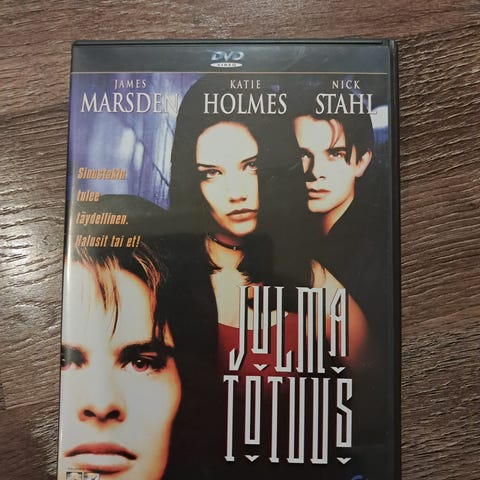 DVD
VIDEO
JAMES
MARSDEN
KATIE
HOLMES
NICK
STAHL
Sinustakin
tulee
täydellinen.
Halusit tai et!
JULMA
TOTUUS